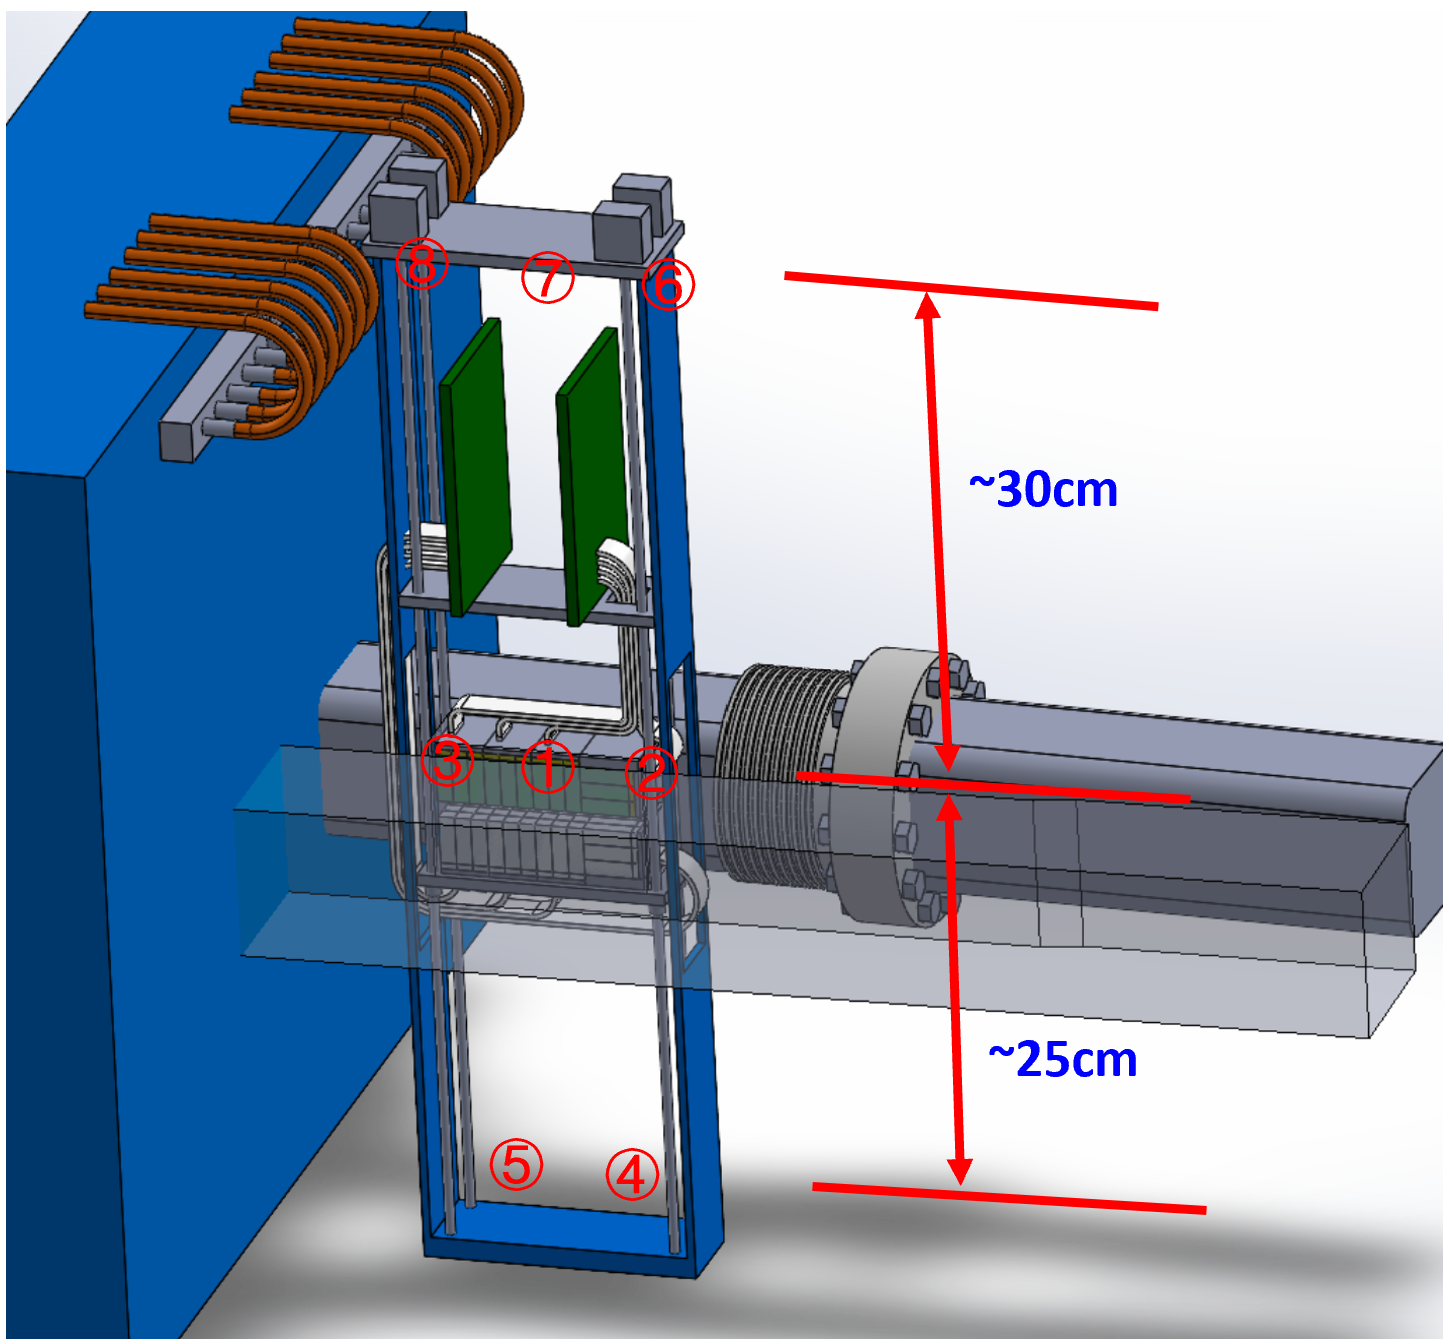 ⑧ ⑦ ⑥
~30cm
③ ① ②
~25cm
⑤ ④